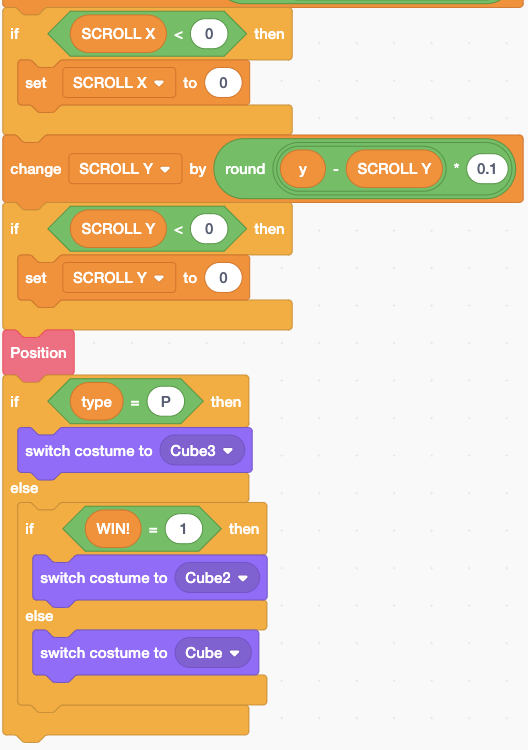 if SCROLL X < 0 then
set SCROLL X to 0
change SCROLL Y by round y - SCROLL Y * 0.1
if SCROLL Y < 0 then
set SCROLL Y to 0
Position
if type = P then
switch costume to Cube3
else
if WIN! = 1 then
switch costume to Cube2
else
switch costume to Cube